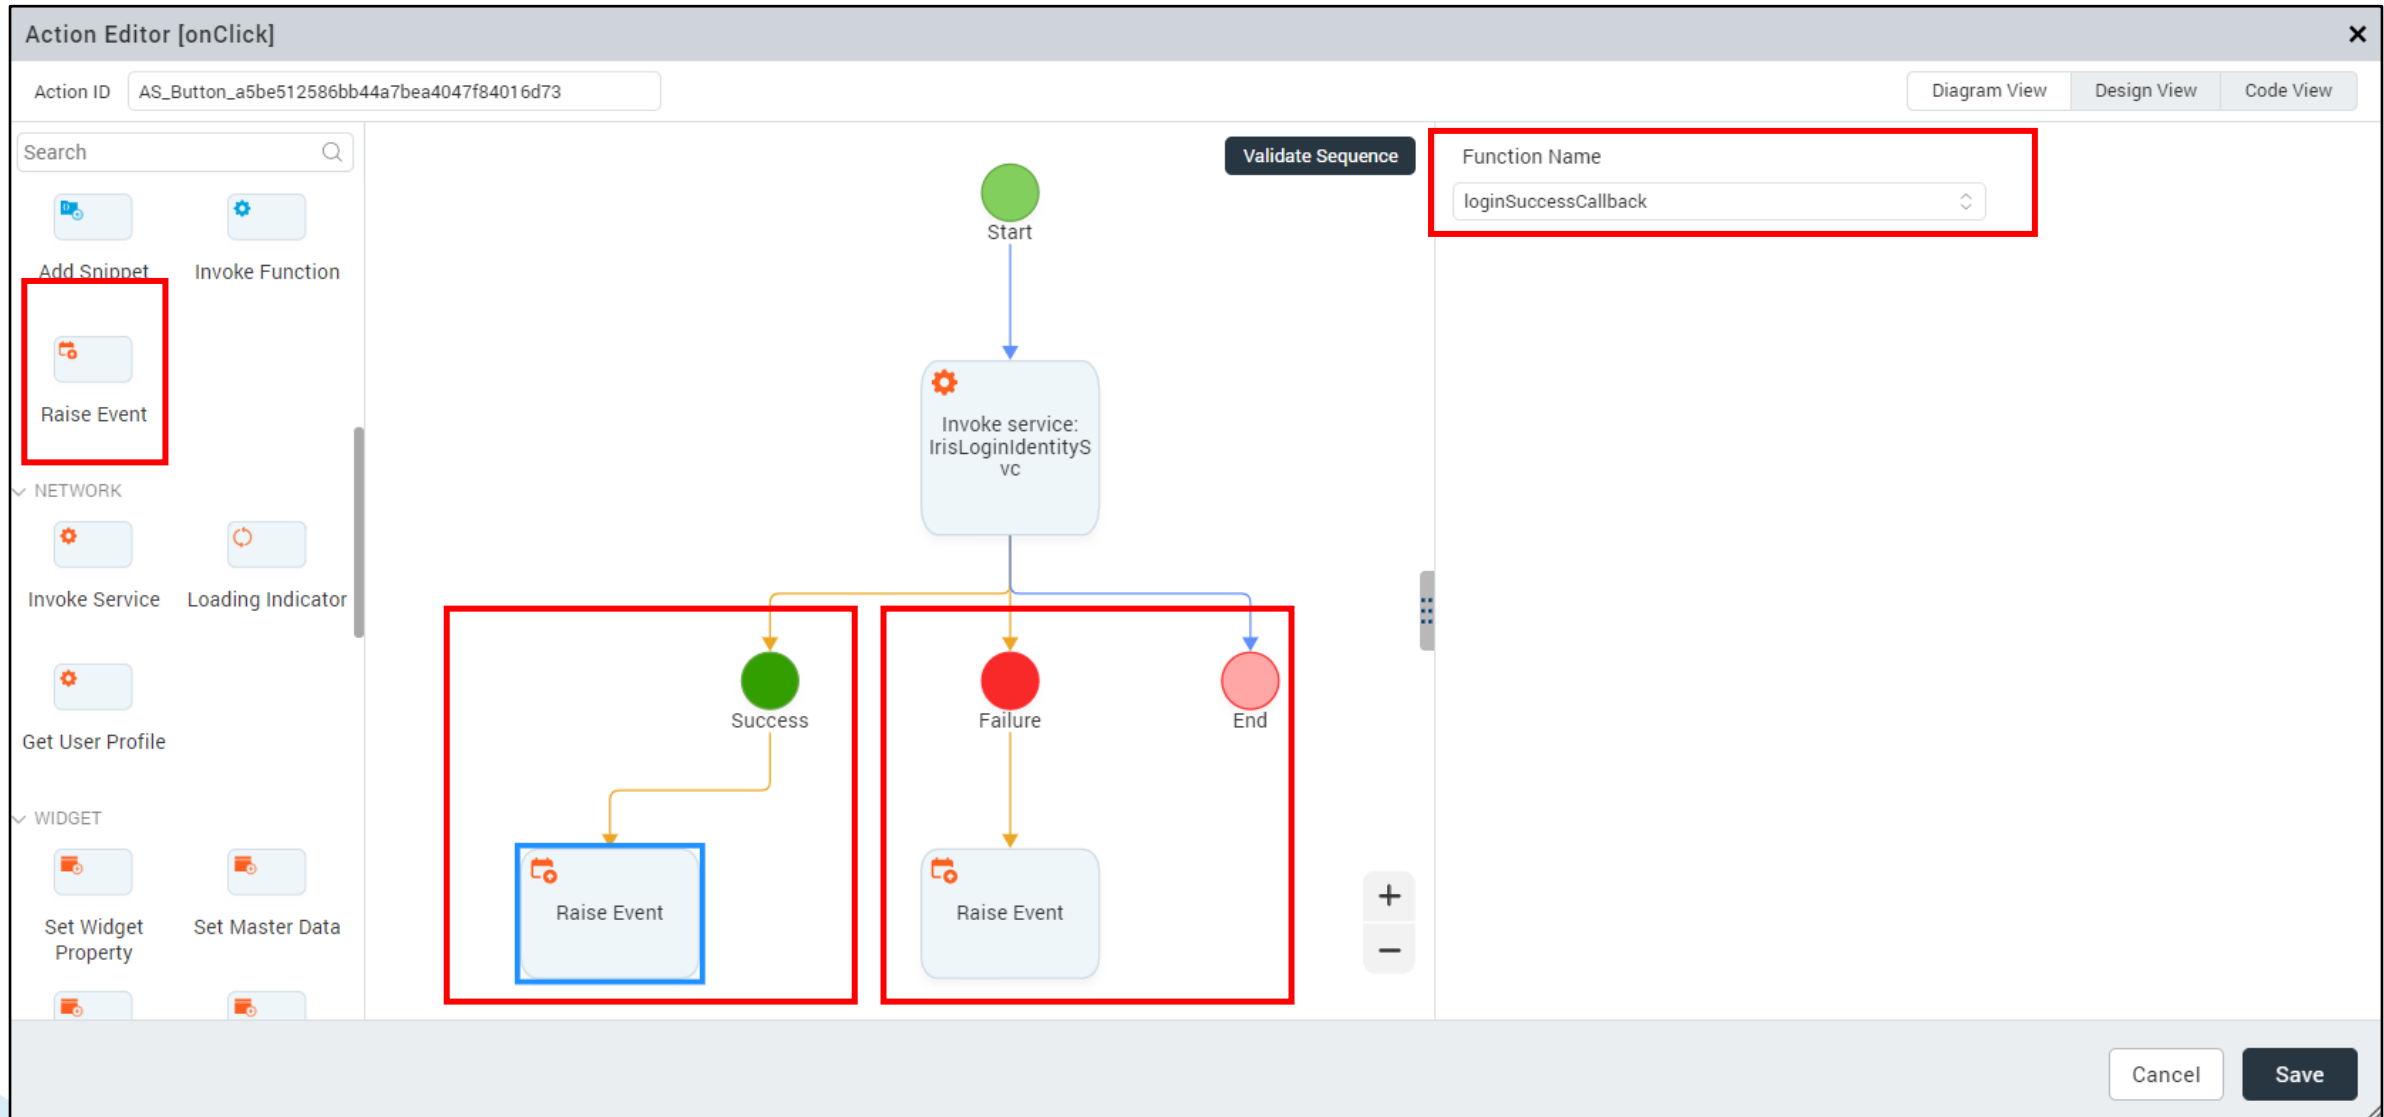 Action Editor [onClick]
Action ID
AS_Button_a5be512586bb44a7bea4047f84016d73
Diagram View
Design View
Code View
Search
Add Snippet
Invoke Function
Raise Event
NETWORK
Invoke Service
Loading Indicator
Get User Profile
WIDGET
Set Widget
Property
Set Master Data
Validate Sequence
Start
Invoke service:
IrisLoginIdentityS
vc
Success
Failure
End
Raise Event
Raise Event
Function Name
loginSuccessCallback
Cancel
Save